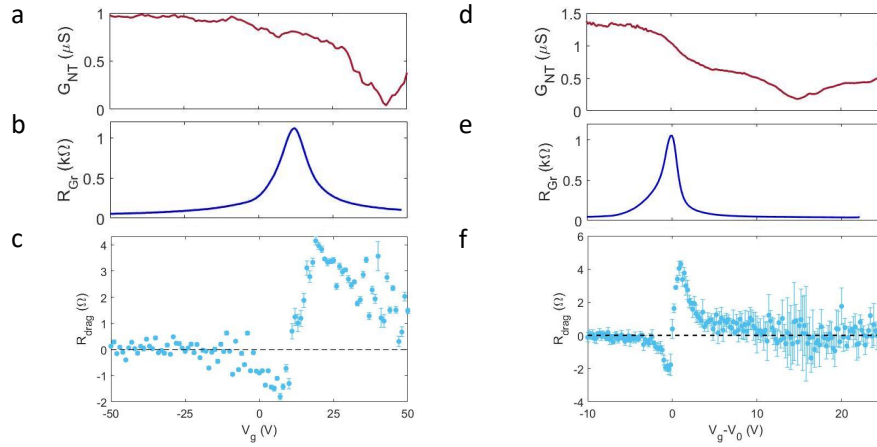 a
G_NT (μS)
1
0.5
0
b
R_Gr (kΩ)
1
0.5
0
c
R_drag (Ω)
4
3
2
1
0
-1
-2
-50
-25
0
25
50
V_g (V)
d
G_NT (μS)
1.5
1
0.5
0
e
R_Gr (kΩ)
1
0.5
0
f
R_drag (Ω)
6
4
2
0
-2
-4
-10
0
10
20
V_g-V_0 (V)